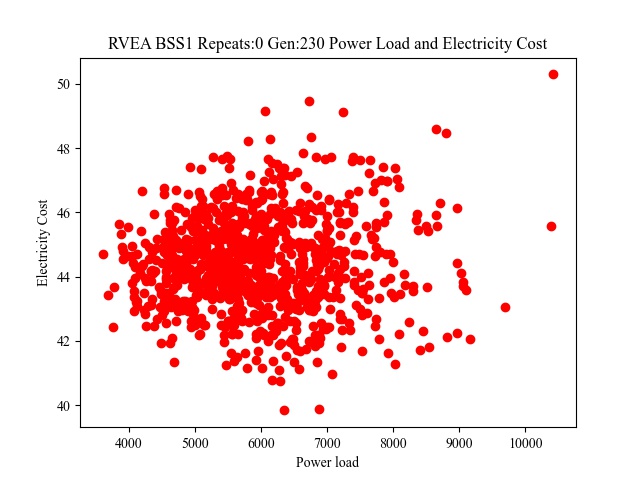 RVEA BSS1 Repeats:0 Gen:230 Power Load and Electricity Cost
50
48
46
44
42
40
Electricity Cost
4000 5000 6000 7000 8000 9000 10000
Power load